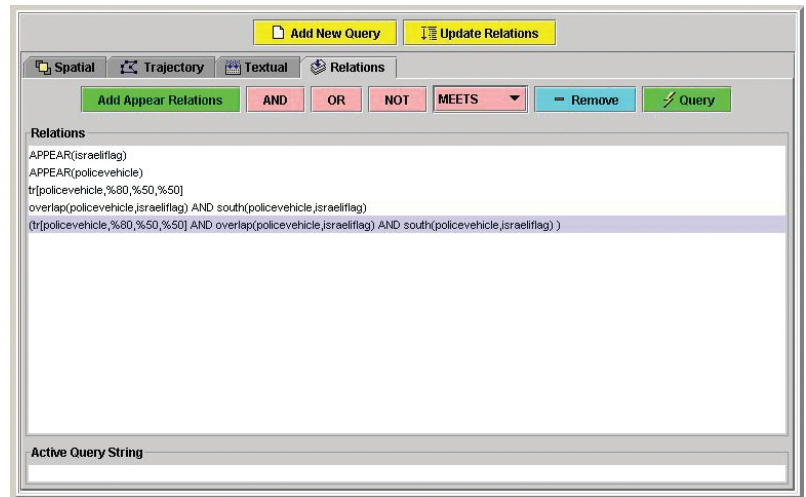 Add New Query Update Relations
Spatial Trajectory Textual Relations
Add Appear Relations AND OR NOT MEETS Remove Query
Relations
APPEAR(israeliflag)
APPEAR(policevehicle)
tr[policevehicle,%80,%50,%50]
overlap(policevehicle,israeliflag) AND south(policevehicle,israeliflag)
(tr[policevehicle,%80,%50,%50] AND overlap(policevehicle,israeliflag) AND south(policevehicle,israeliflag) )
Active Query String